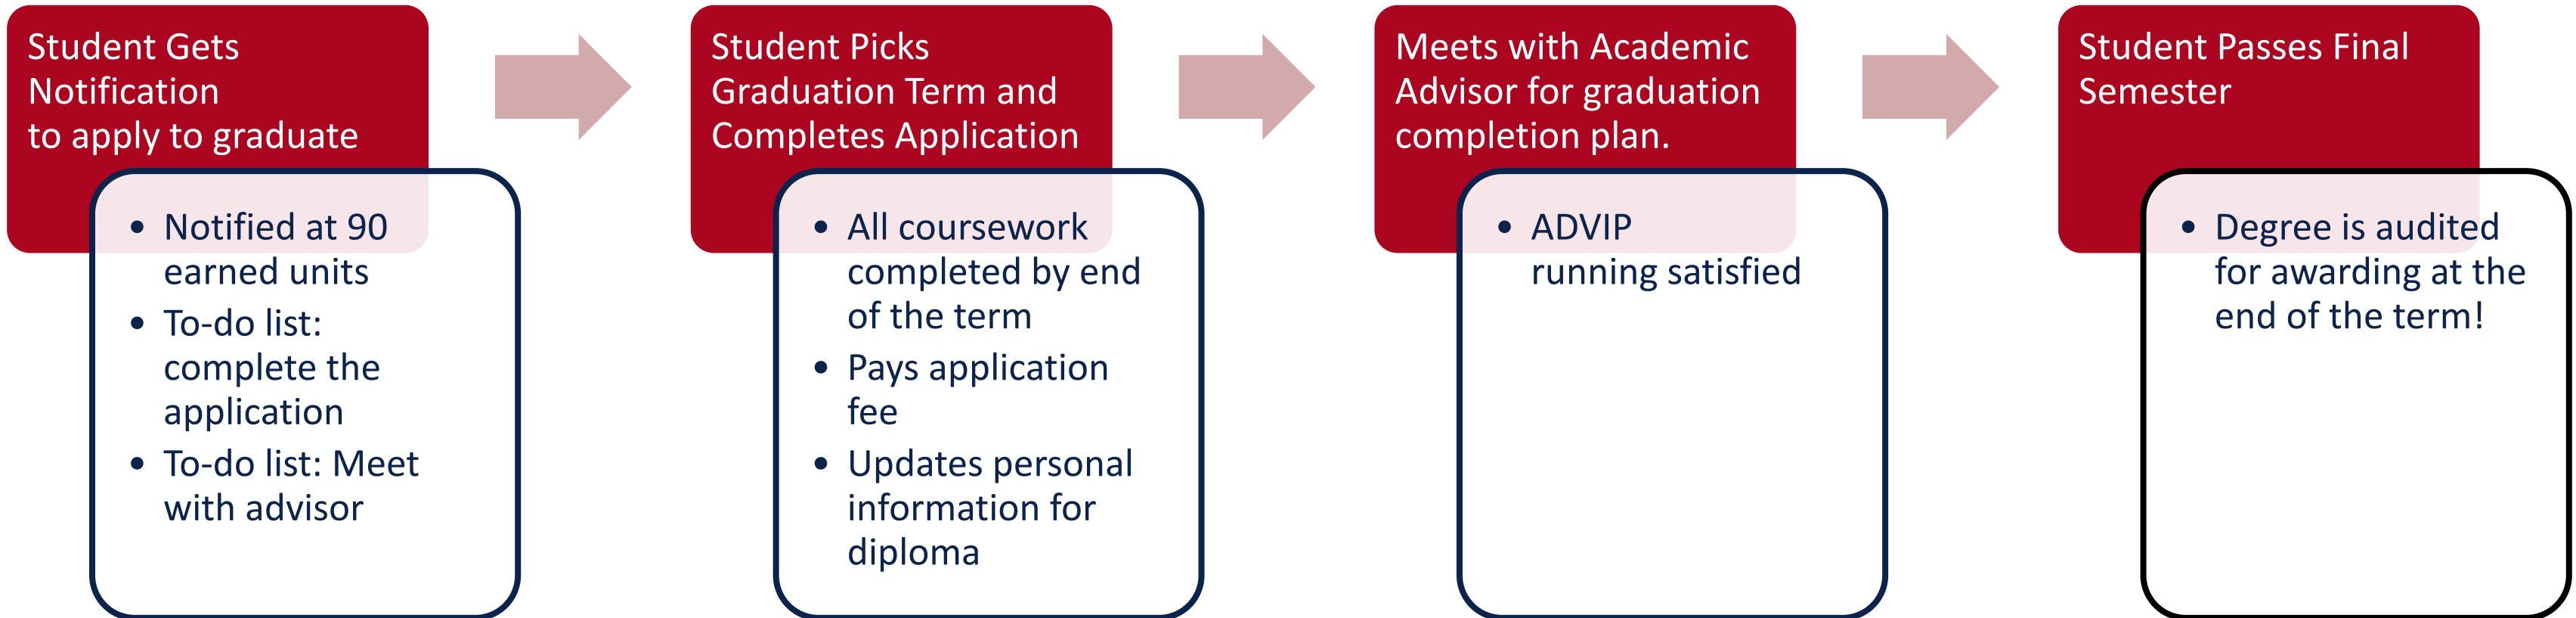 Student Gets
Notification
to apply to graduate
• Notified at 90
earned units
• To-do list:
complete the
application
• To-do list: Meet
with advisor
Student Picks
Graduation Term and
Completes Application
• All coursework
completed by end
of the term
• Pays application
fee
• Updates personal
information for
diploma
Meets with Academic
Advisor for graduation
completion plan.
• ADVIP
running satisfied
Student Passes Final
Semester
• Degree is audited
for awarding at the
end of the term!